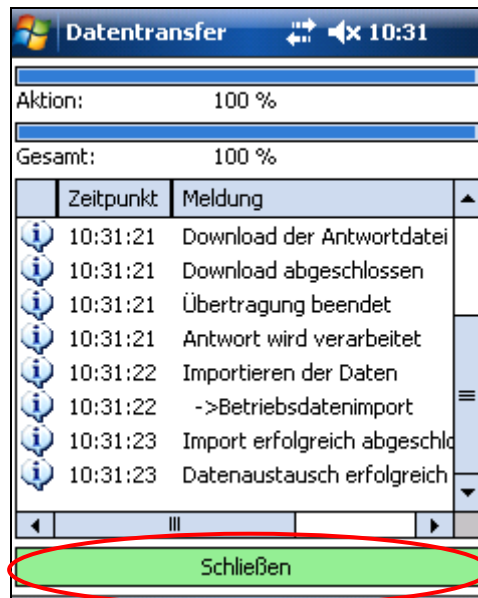 Datentransfer 10:31
Aktion: 100 %
Gesamt: 100 %
Zeitpunkt Meldung
10:31:21 Download der Antwortdatei
10:31:21 Download abgeschlossen
10:31:21 Übertragung beendet
10:31:21 Antwort wird verarbeitet
10:31:22 Importieren der Daten
10:31:22 ->Betriebsdatenimport
10:31:23 Import erfolgreich abgeschlo
10:31:23 Datenaustausch erfolgreich
Schließen